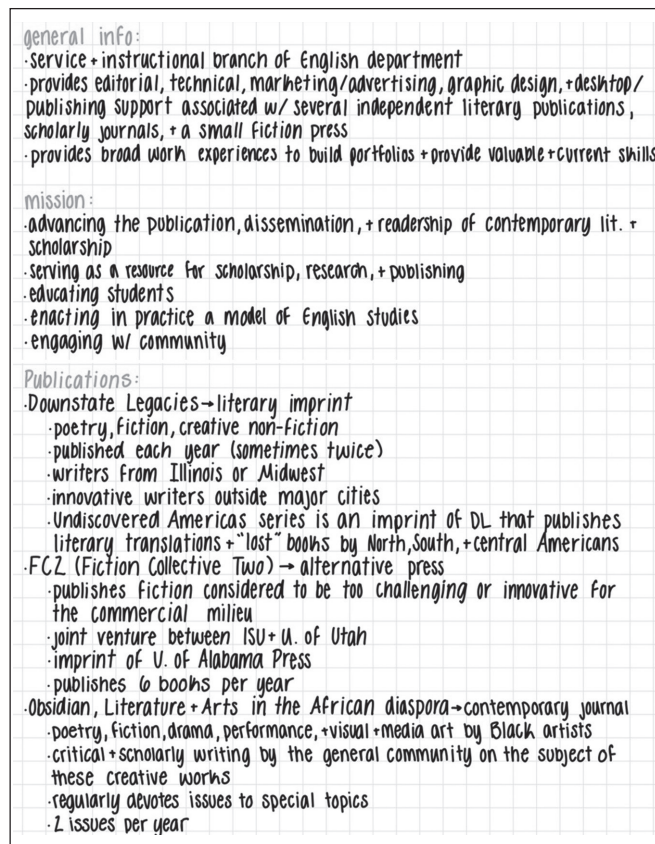 general info:
·service + instructional branch of English department
·provides editorial, technical, marketing/advertising, graphic design, + desktop/
publishing support associated w/ several independent literary publications,
scholarly journals, + a small fiction press
·provides broad work experiences to build portfolios + provide valuable + current skills
mission:
·advancing the publication, dissemination, + readership of contemporary lit. +
scholarship
·serving as a resource for scholarship, research, + publishing
·educating students
·enacting in practice a model of English studies
·engaging w/ community
Publications:
·Downstate Legacies → literary imprint
·poetry, fiction, creative non-fiction
·published each year (sometimes twice)
·writers from Illinois or Midwest
·innovative writers outside major cities
·Undiscovered Americas series is an imprint of DL that publishes
literary translations + "lost" books by North, South, + central Americans
·FC2 (Fiction Collective Two) → alternative press
·publishes fiction considered to be too challenging or innovative for
the commercial milieu
·joint venture between ISU + U. of Utah
·imprint of U. of Alabama Press
·publishes 6 books per year
·Obsidian, Literature + Arts in the African diaspora → contemporary journal
·poetry, fiction, drama, performance, + visual + media art by Black artists
·critical + scholarly writing by the general community on the subject of
these creative works
·regularly devotes issues to special topics
·2 issues per year